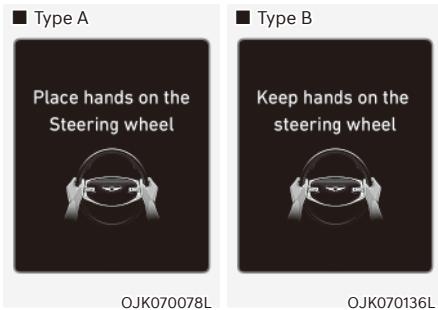 ■ Type A
Place hands on the
Steering wheel
OJK070078L
■ Type B
Keep hands on the
steering wheel
OJK070136L